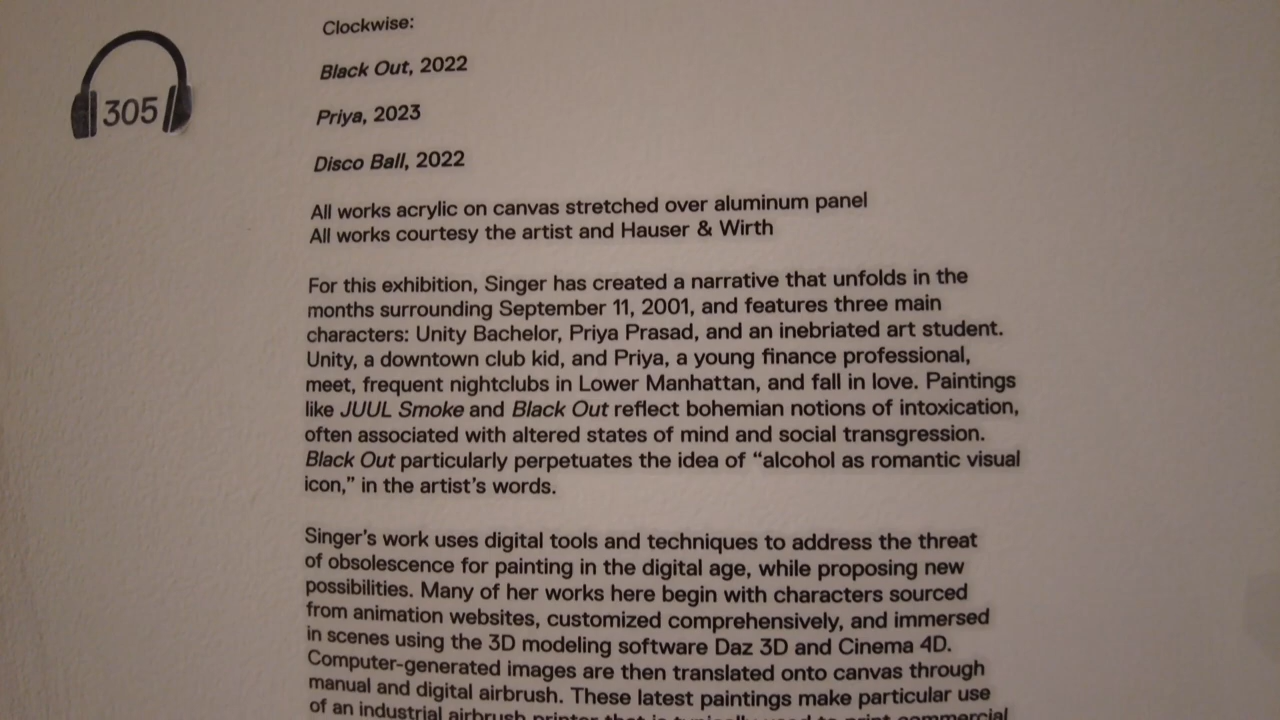 305
Clockwise:
Black Out, 2022
Priya, 2023
Disco Ball, 2022
All works acrylic on canvas stretched over aluminum panel
All works courtesy the artist and Hauser & Wirth
For this exhibition, Singer has created a narrative that unfolds in the
months surrounding September 11, 2001, and features three main
characters: Unity Bachelor, Priya Prasad, and an inebriated art student.
Unity, a downtown club kid, and Priya, a young finance professional,
meet, frequent nightclubs in Lower Manhattan, and fall in love. Paintings
like JUUL Smoke and Black Out reflect bohemian notions of intoxication,
often associated with altered states of mind and social transgression.
Black Out particularly perpetuates the idea of “alcohol as romantic visual
icon,” in the artist’s words.
Singer’s work uses digital tools and techniques to address the threat
of obsolescence for painting in the digital age, while proposing new
possibilities. Many of her works here begin with characters sourced
from animation websites, customized comprehensively, and immersed
in scenes using the 3D modeling software Daz 3D and Cinema 4D.
Computer-generated images are then translated onto canvas through
manual and digital airbrush. These latest paintings make particular use
of an industrial airbrush printer that is typically used to print commercial